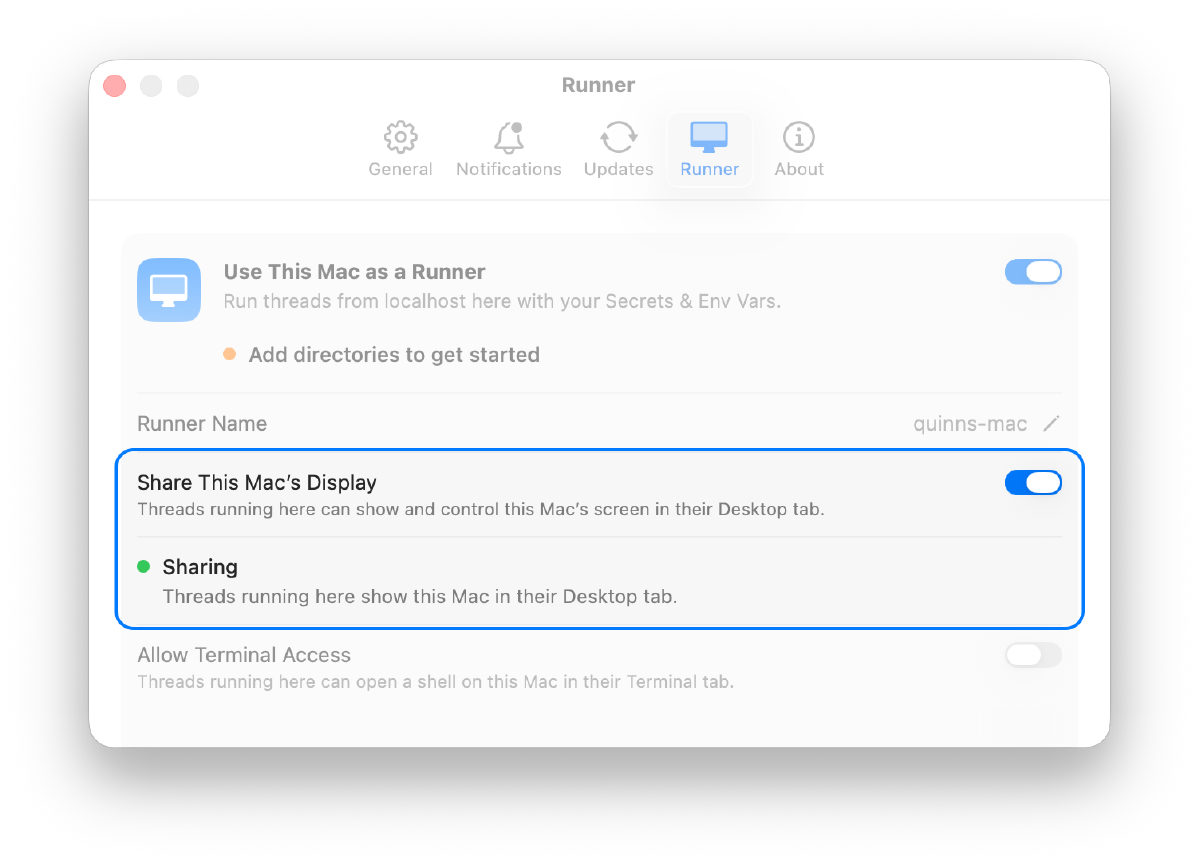 Runner
General
Notifications
Updates
Runner
About
Use This Mac as a Runner
Run threads from localhost here with your Secrets & Env Vars.
Add directories to get started
Runner Name
quinns-mac
Share This Mac’s Display
Threads running here can show and control this Mac’s screen in their Desktop tab.
Sharing
Threads running here show this Mac in their Desktop tab.
Allow Terminal Access
Threads running here can open a shell on this Mac in their Terminal tab.